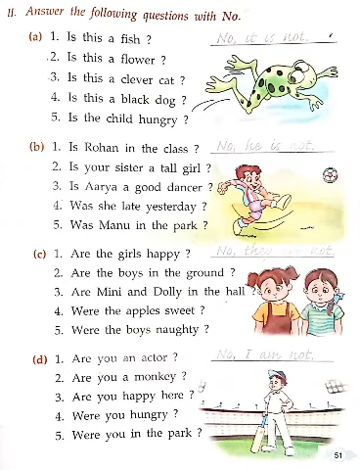 II. Answer the following questions with No.
(a) 1. Is this a fish ? No, it is not.
2. Is this a flower ?
3. Is this a clever cat ?
4. Is this a black dog ?
5. Is the child hungry ?
(b) 1. Is Rohan in the class ? No, he is not.
2. Is your sister a tall girl ?
3. Is Aarya a good dancer ?
4. Was she late yesterday ?
5. Was Manu in the park ?
(c) 1. Are the girls happy ? No, they are not.
2. Are the boys in the ground ?
3. Are Mini and Dolly in the hall ?
4. Were the apples sweet ?
5. Were the boys naughty ?
(d) 1. Are you an actor ? No, I am not.
2. Are you a monkey ?
3. Are you happy here ?
4. Were you hungry ?
5. Were you in the park ?
51